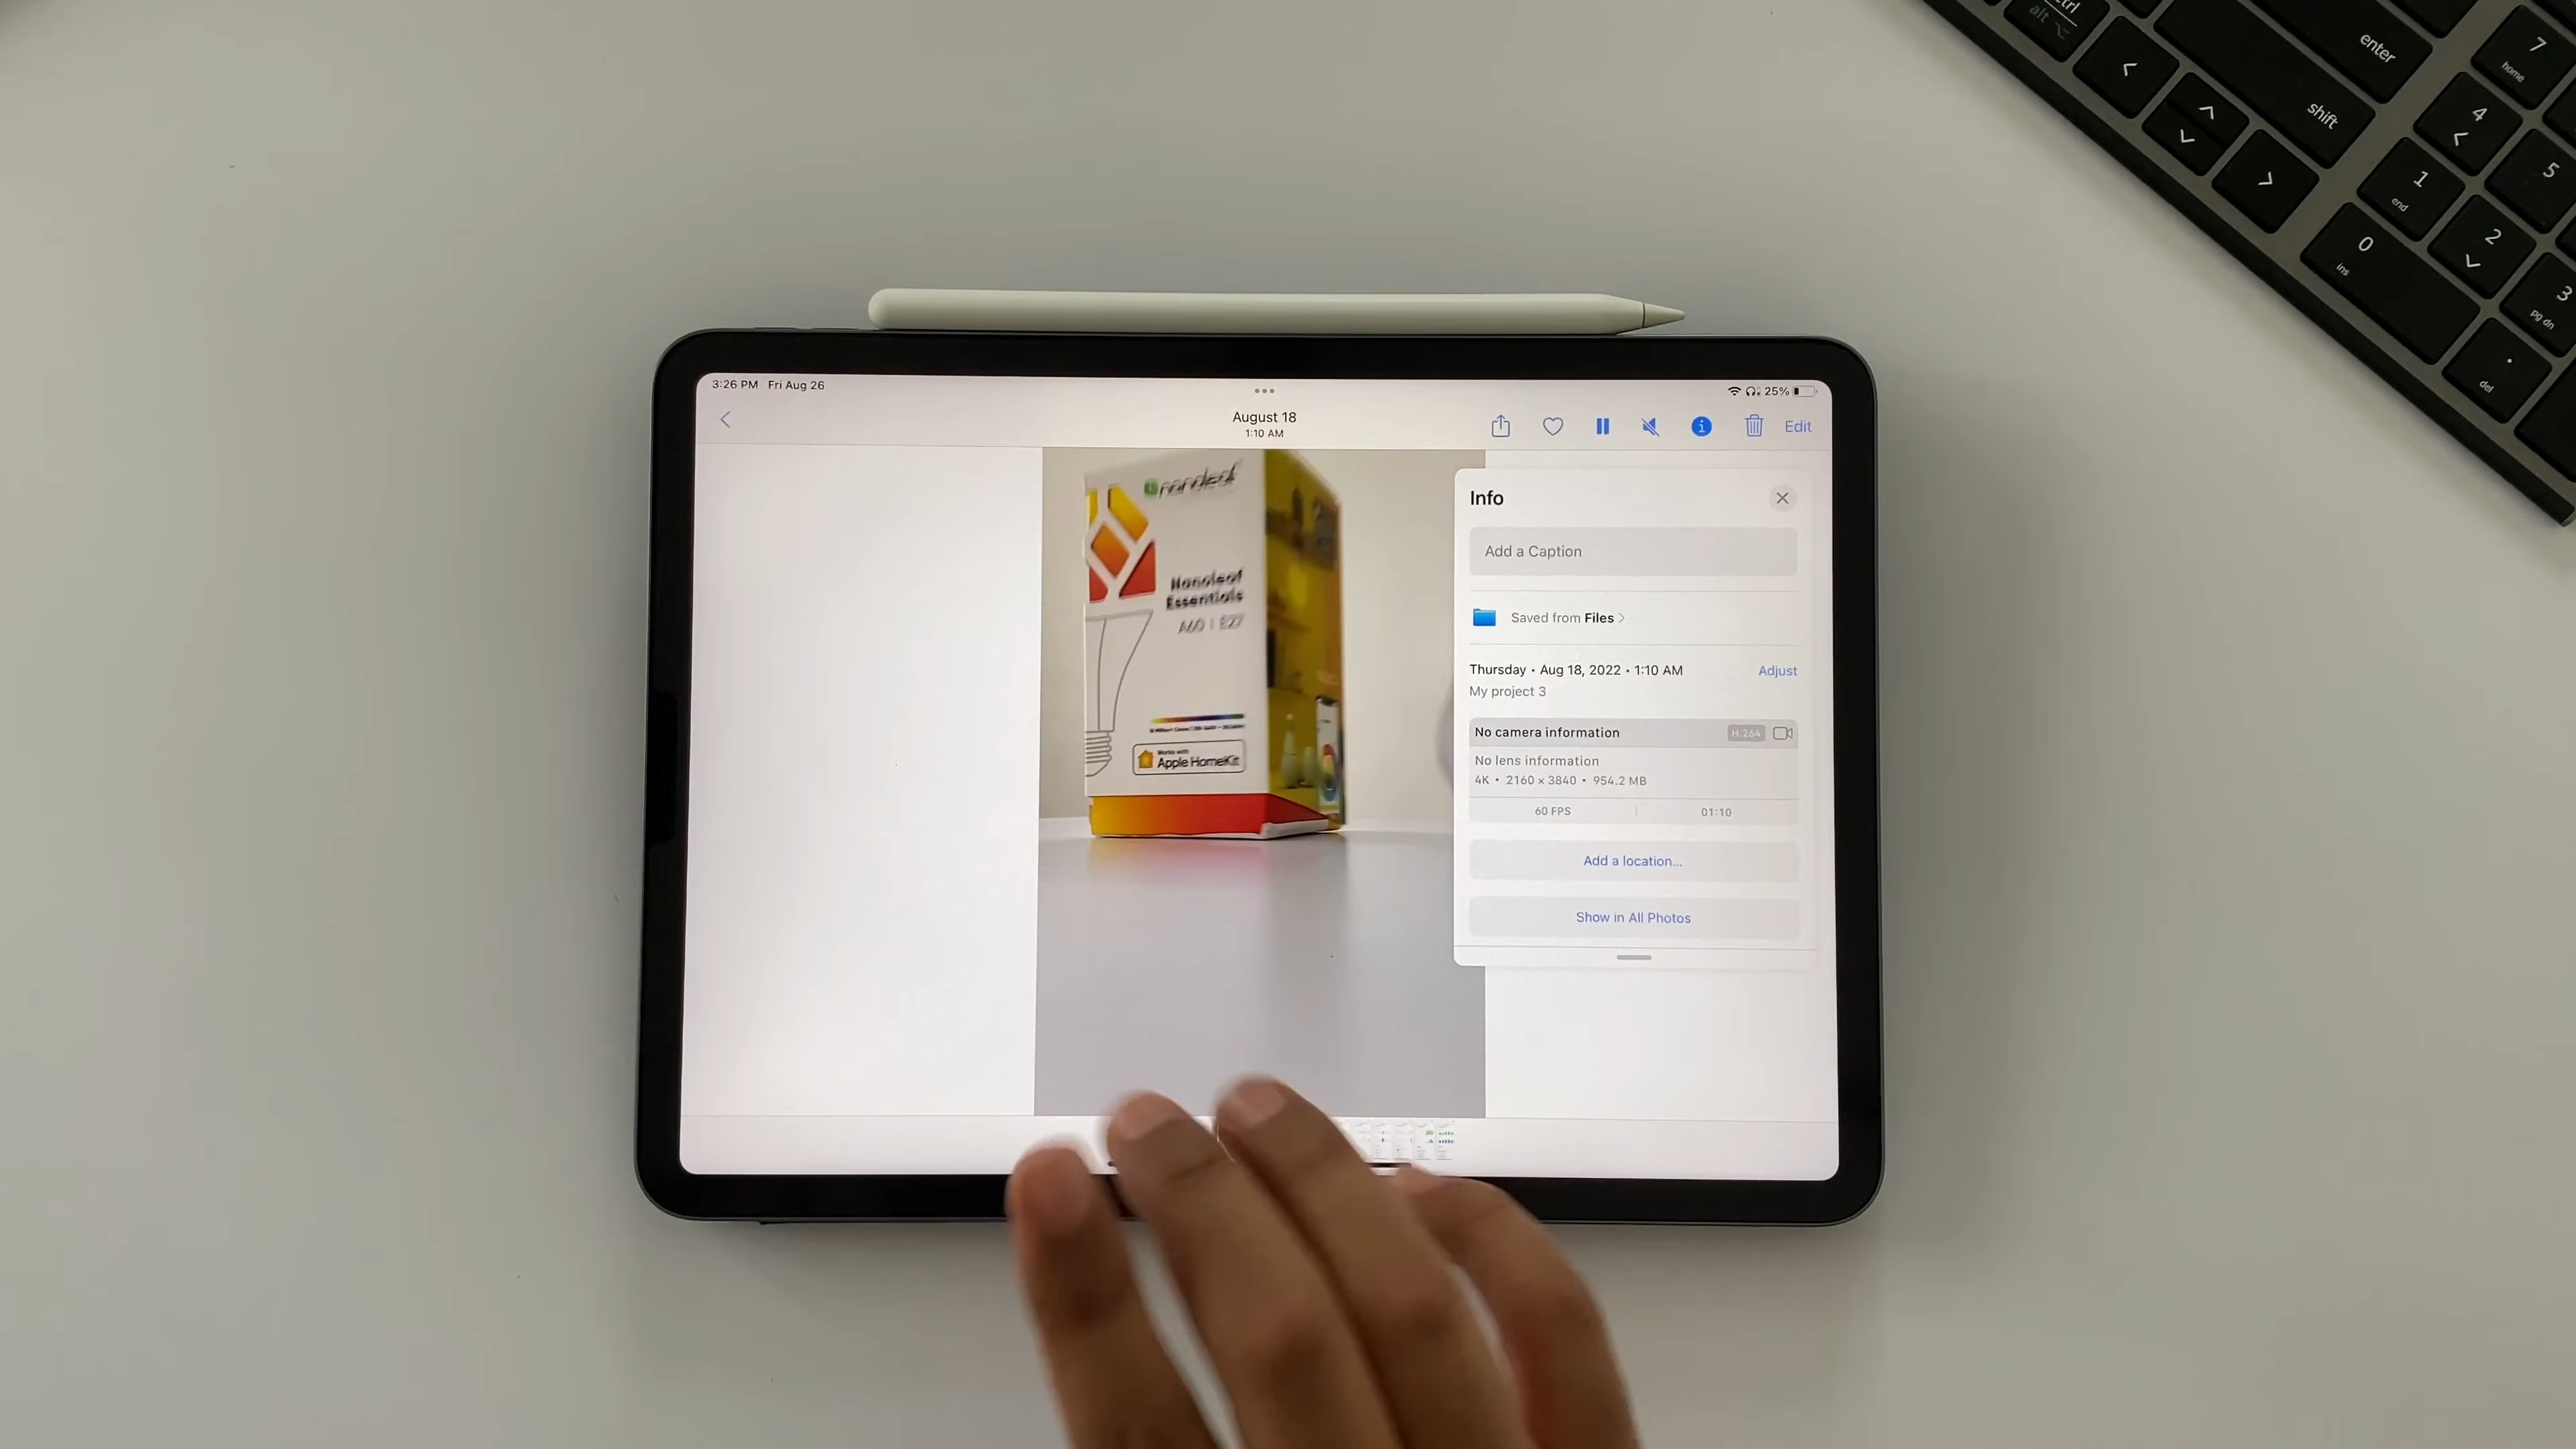 ctrl
alt
enter
shift
7
home
4
5
1
end
2
0
ins
3
pg dn
.
del
3:26 PM Fri Aug 26
25%
August 18
1:10 AM
Edit
nanoleaf
Nanoleaf
Essentials
A60 | E27
Works with
Apple HomeKit
Info
Add a Caption
Saved from Files >
Thursday • Aug 18, 2022 • 1:10 AM
Adjust
My project 3
No camera information
H.264
No lens information
4K • 2160 × 3840 • 954.2 MB
60 FPS
01:10
Add a location...
Show in All Photos